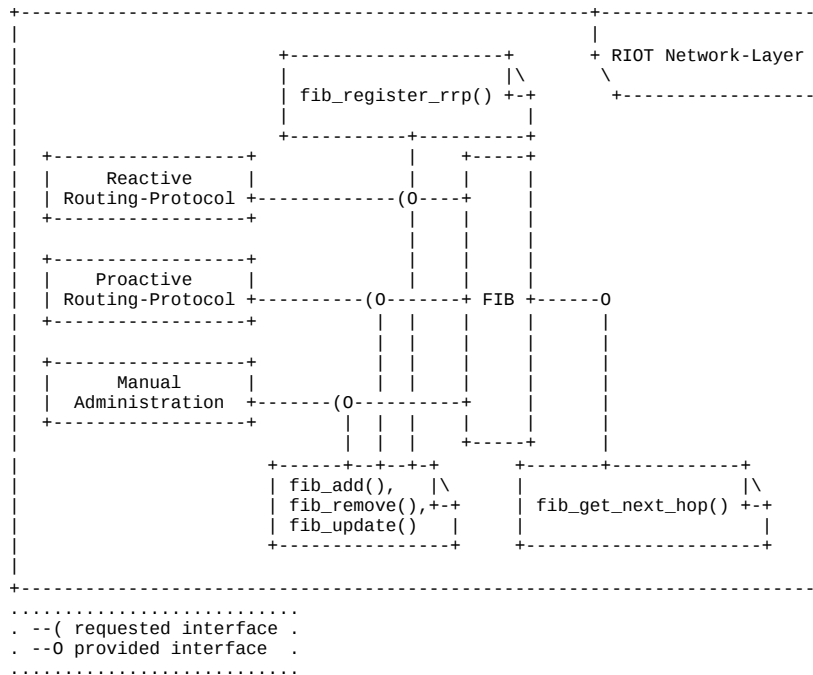 RIOT Network-Layer
fib_register_rrp()
Reactive
Routing-Protocol
Proactive
Routing-Protocol
FIB
Manual
Administration
fib_add(),
fib_remove(),
fib_update()
fib_get_next_hop()
--( requested interface
--O provided interface